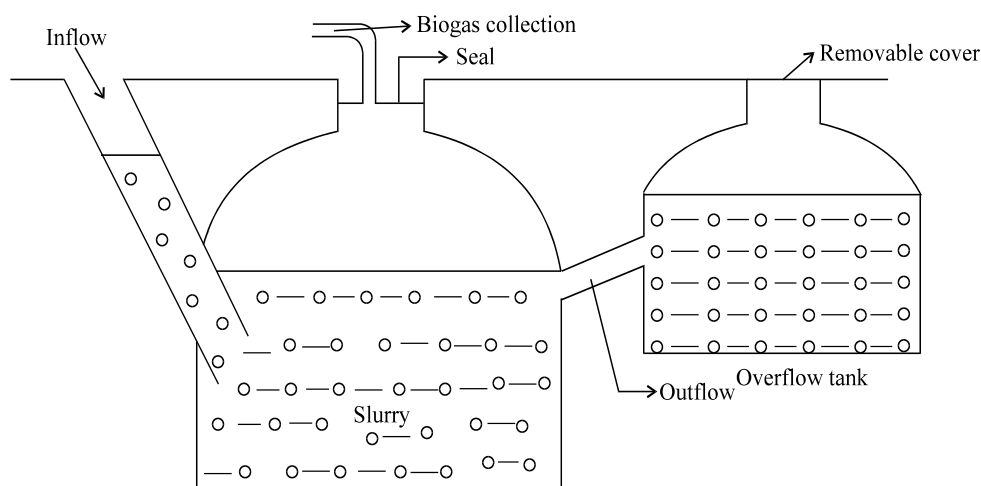 Biogas collection
Inflow
Seal
Removable cover
Overflow tank
Outflow
Slurry